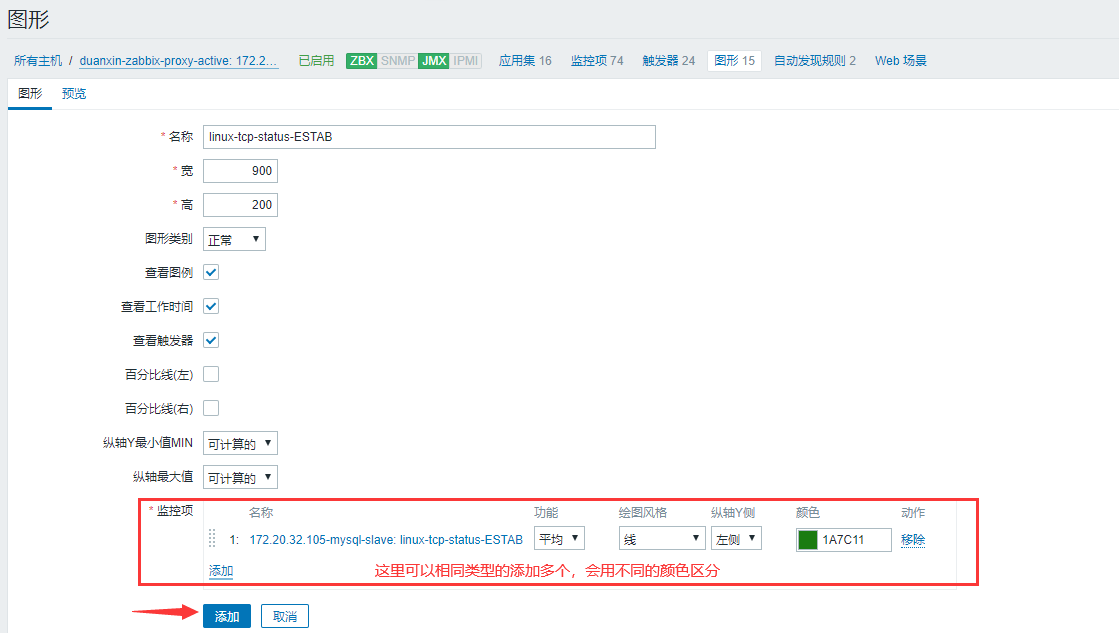 图形
所有主机 / duanxin-zabbix-proxy-active: 172.2... 已启用 ZBX SNMP JMX IPMI 应用集 16 监控项 74 触发器 24 图形 15 自动发现规则 2 Web 场景
图形 预览
* 名称 linux-tcp-status-ESTAB
* 宽 900
* 高 200
图形类别 正常
查看图例
查看工作时间
查看触发器
百分比线(左)
百分比线(右)
纵轴Y最小值MIN 可计算的
纵轴最大值 可计算的
* 监控项 名称 功能 绘图风格 纵轴Y侧 颜色 动作
1: 172.20.32.105-mysql-slave: linux-tcp-status-ESTAB 平均 线 左侧 1A7C11 移除
添加 这里可以相同类型的添加多个，会用不同的颜色区分
添加 取消